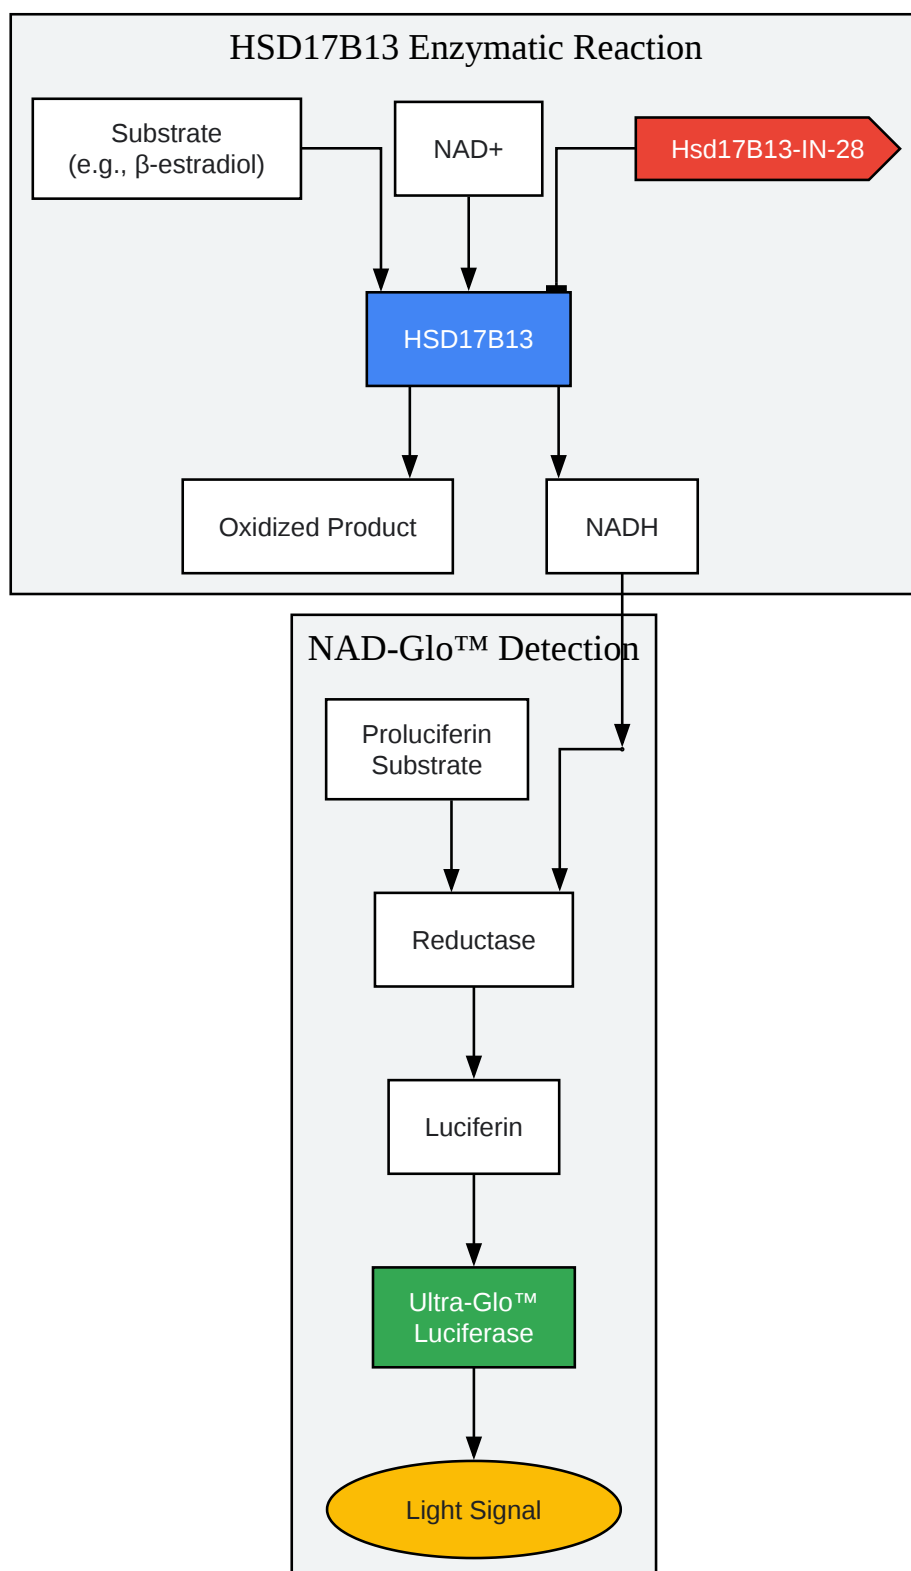 HSD17B13 Enzymatic Reaction
Substrate
(e.g., β-estradiol)
NAD+
Hsd17B13-IN-28
HSD17B13
Oxidized Product
NADH
NAD-Glo™ Detection
Proluciferin
Substrate
Reductase
Luciferin
Ultra-Glo™
Luciferase
Light Signal